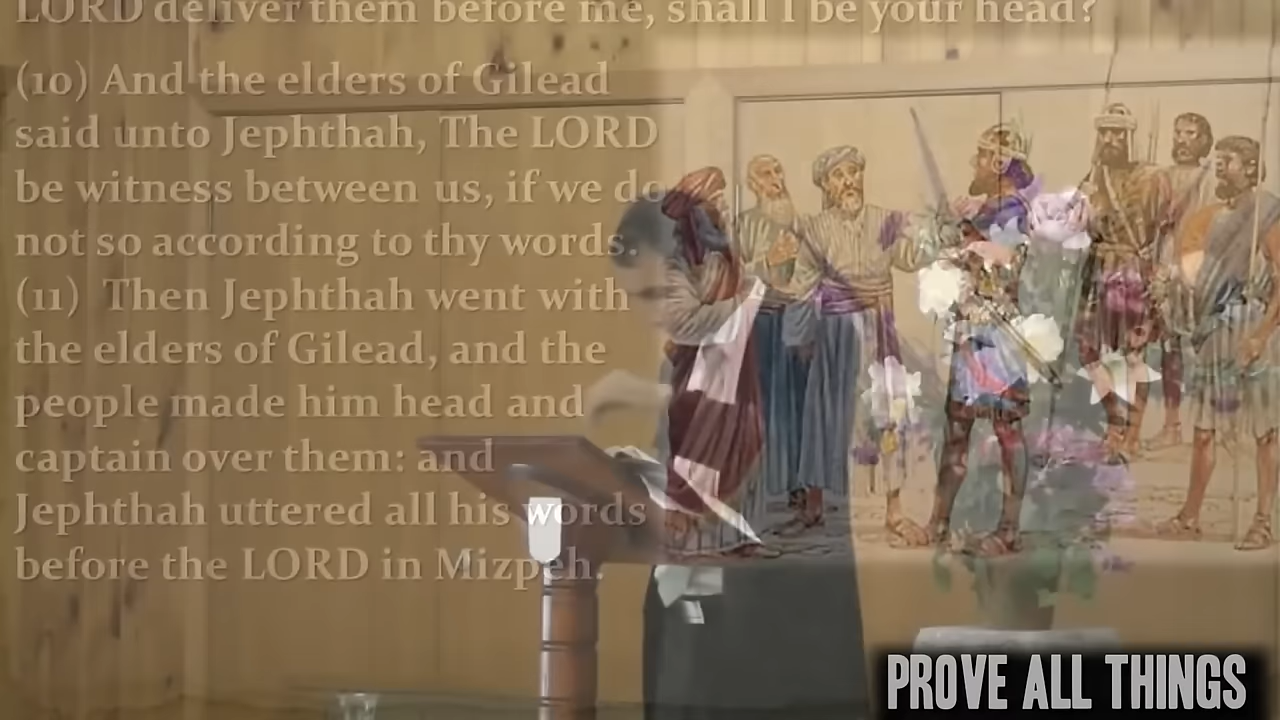 LORD deliver them before me, shall I be your head?
(10) And the elders of Gilead
said unto Jephthah, The LORD
be witness between us, if we do
not so according to thy words.
(11) Then Jephthah went with
the elders of Gilead, and the
people made him head and
captain over them: and
Jephthah uttered all his words
before the LORD in Mizpeh.
PROVE ALL THINGS